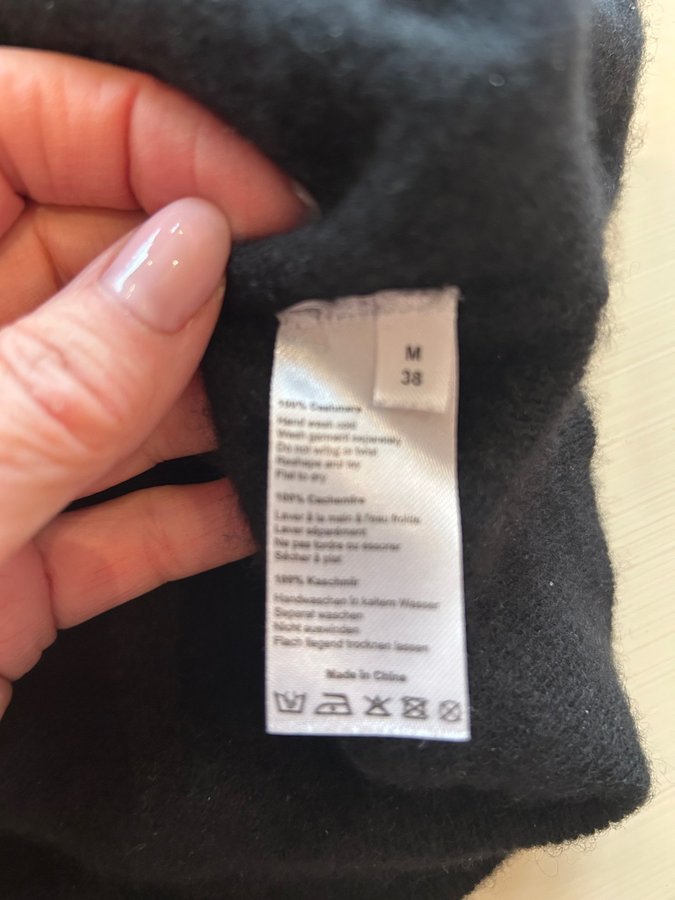 M
38
100% Cashmere
Hand wash cold
Wash garment separately
Do not wring or twist
Reshape and lay
Flat to dry
100% Cachemire
Laver à la main à l'eau froide
Laver séparément
Ne pas tordre ou essorer
Sécher à plat
100% Kaschmir
Handwaschen in kaltem Wasser
Separat waschen
Nicht auswinden
Flach liegend trocknen lassen
Made in China